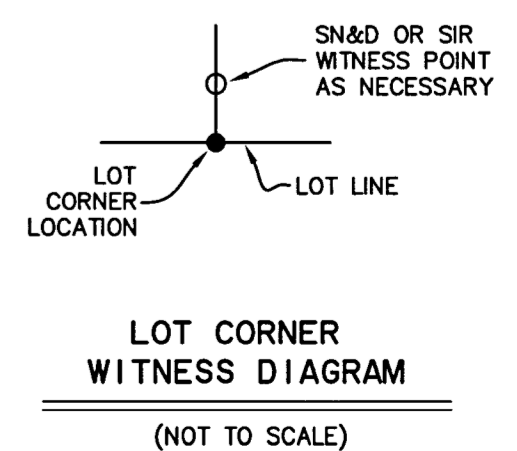 SN&D OR SIR
WITNESS POINT
AS NECESSARY
LOT
CORNER
LOCATION
LOT LINE
LOT CORNER
WITNESS DIAGRAM
(NOT TO SCALE)